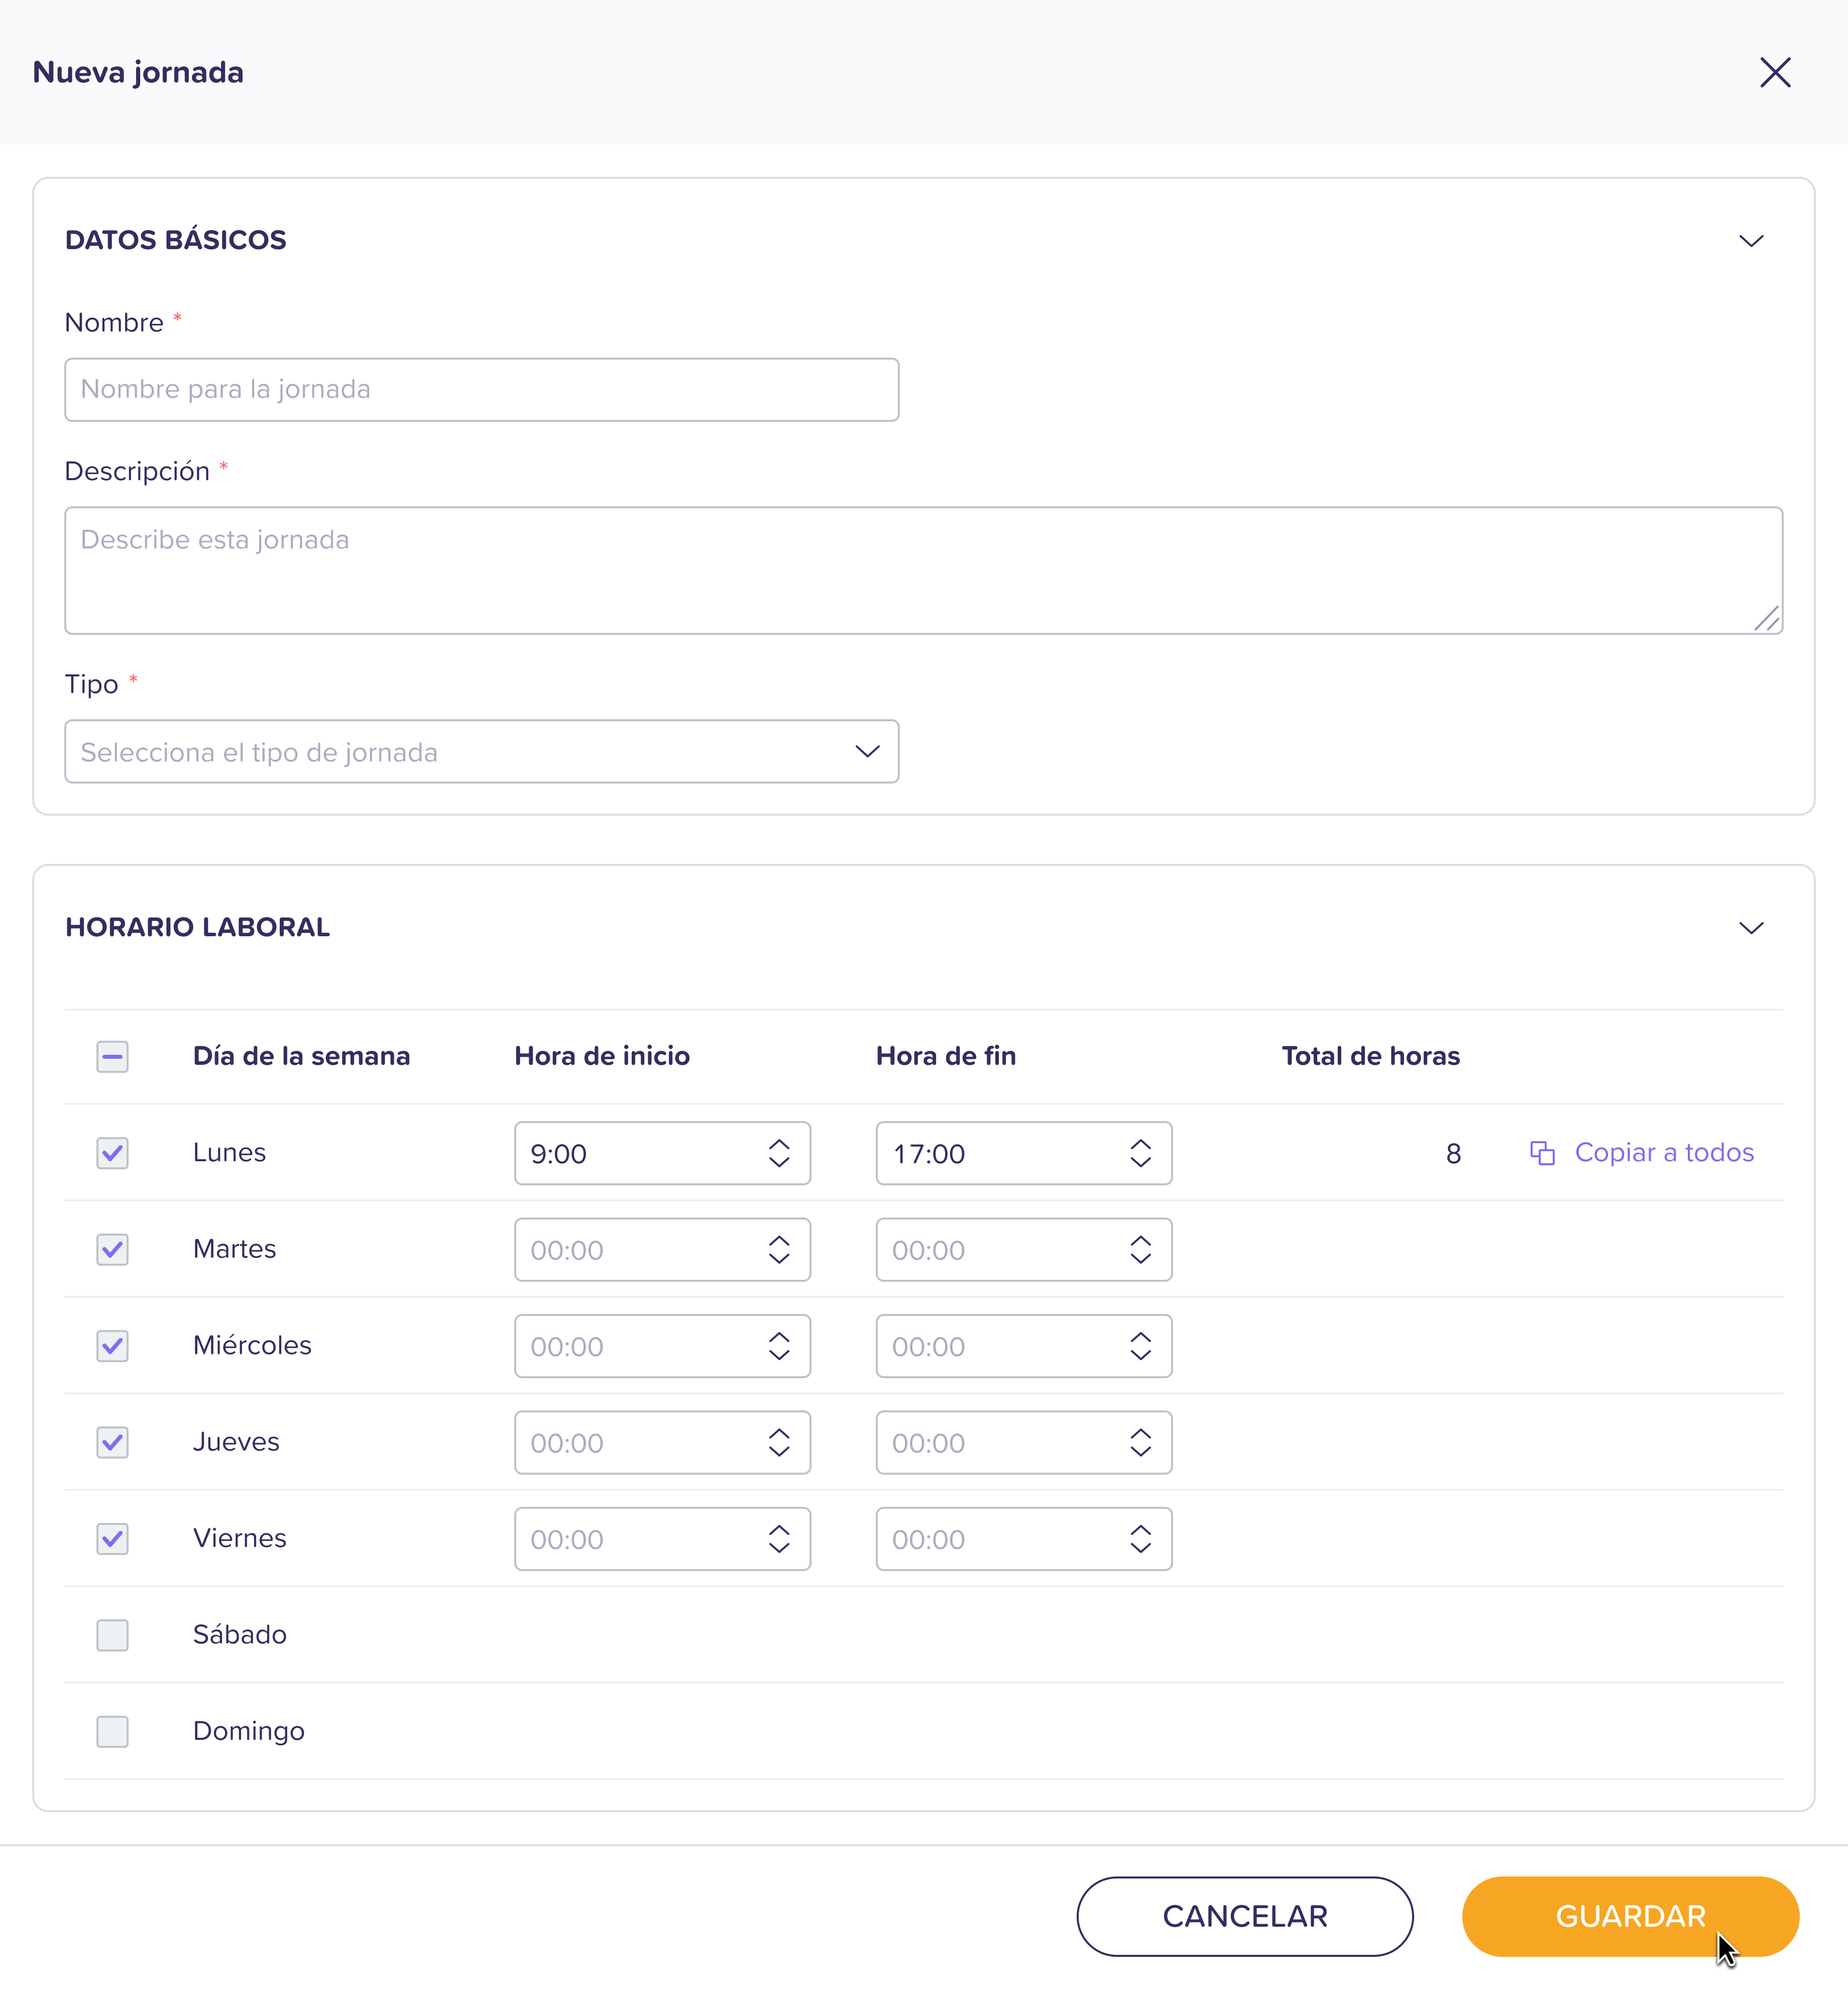 Nueva jornada
DATOS BÁSICOS
Nombre *
Nombre para la jornada
Descripción *
Describe esta jornada
Tipo *
Selecciona el tipo de jornada
HORARIO LABORAL
Día de la semana Hora de inicio Hora de fin Total de horas
Lunes 9:00 17:00 8 Copiar a todos
Martes 00:00 00:00
Miércoles 00:00 00:00
Jueves 00:00 00:00
Viernes 00:00 00:00
Sábado
Domingo
CANCELAR GUARDAR